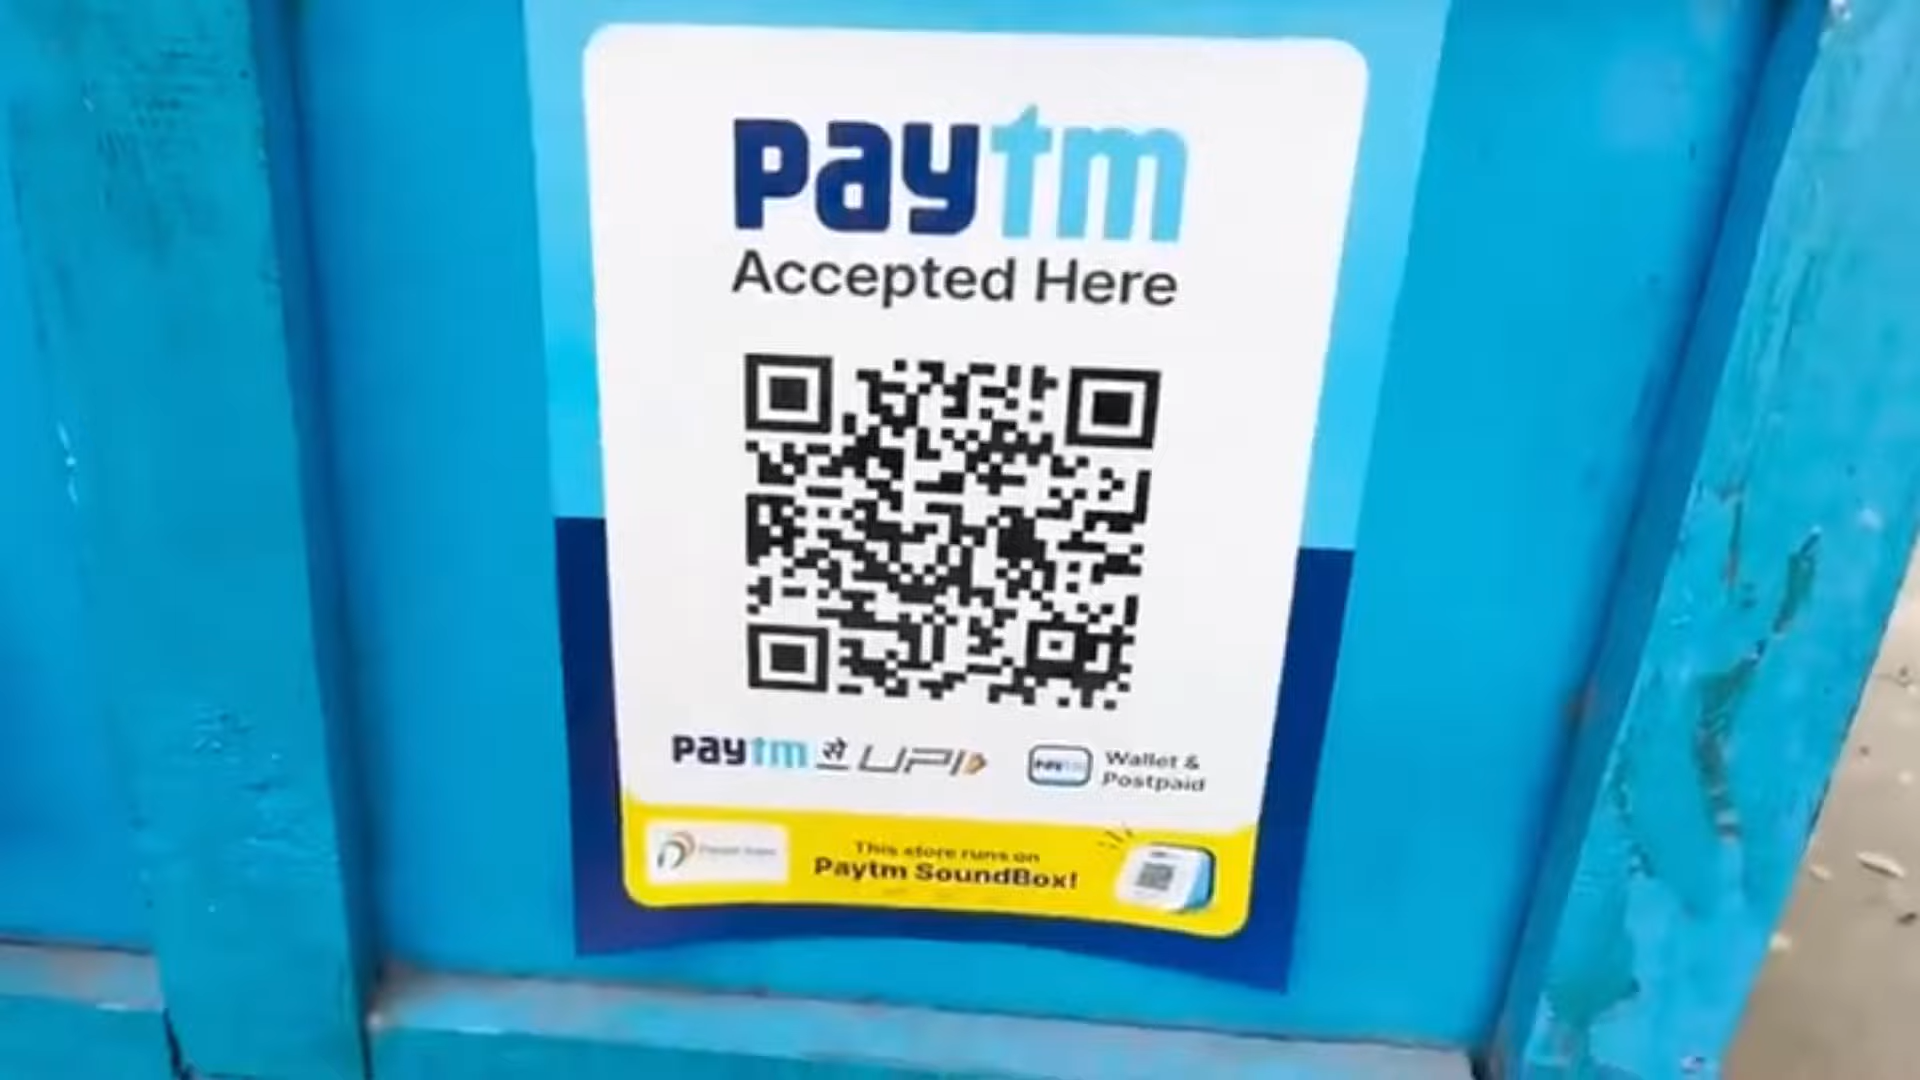 paytm
Accepted Here
paytm से UPI
Wallet &
Postpaid
This store runs on
Paytm SoundBox!